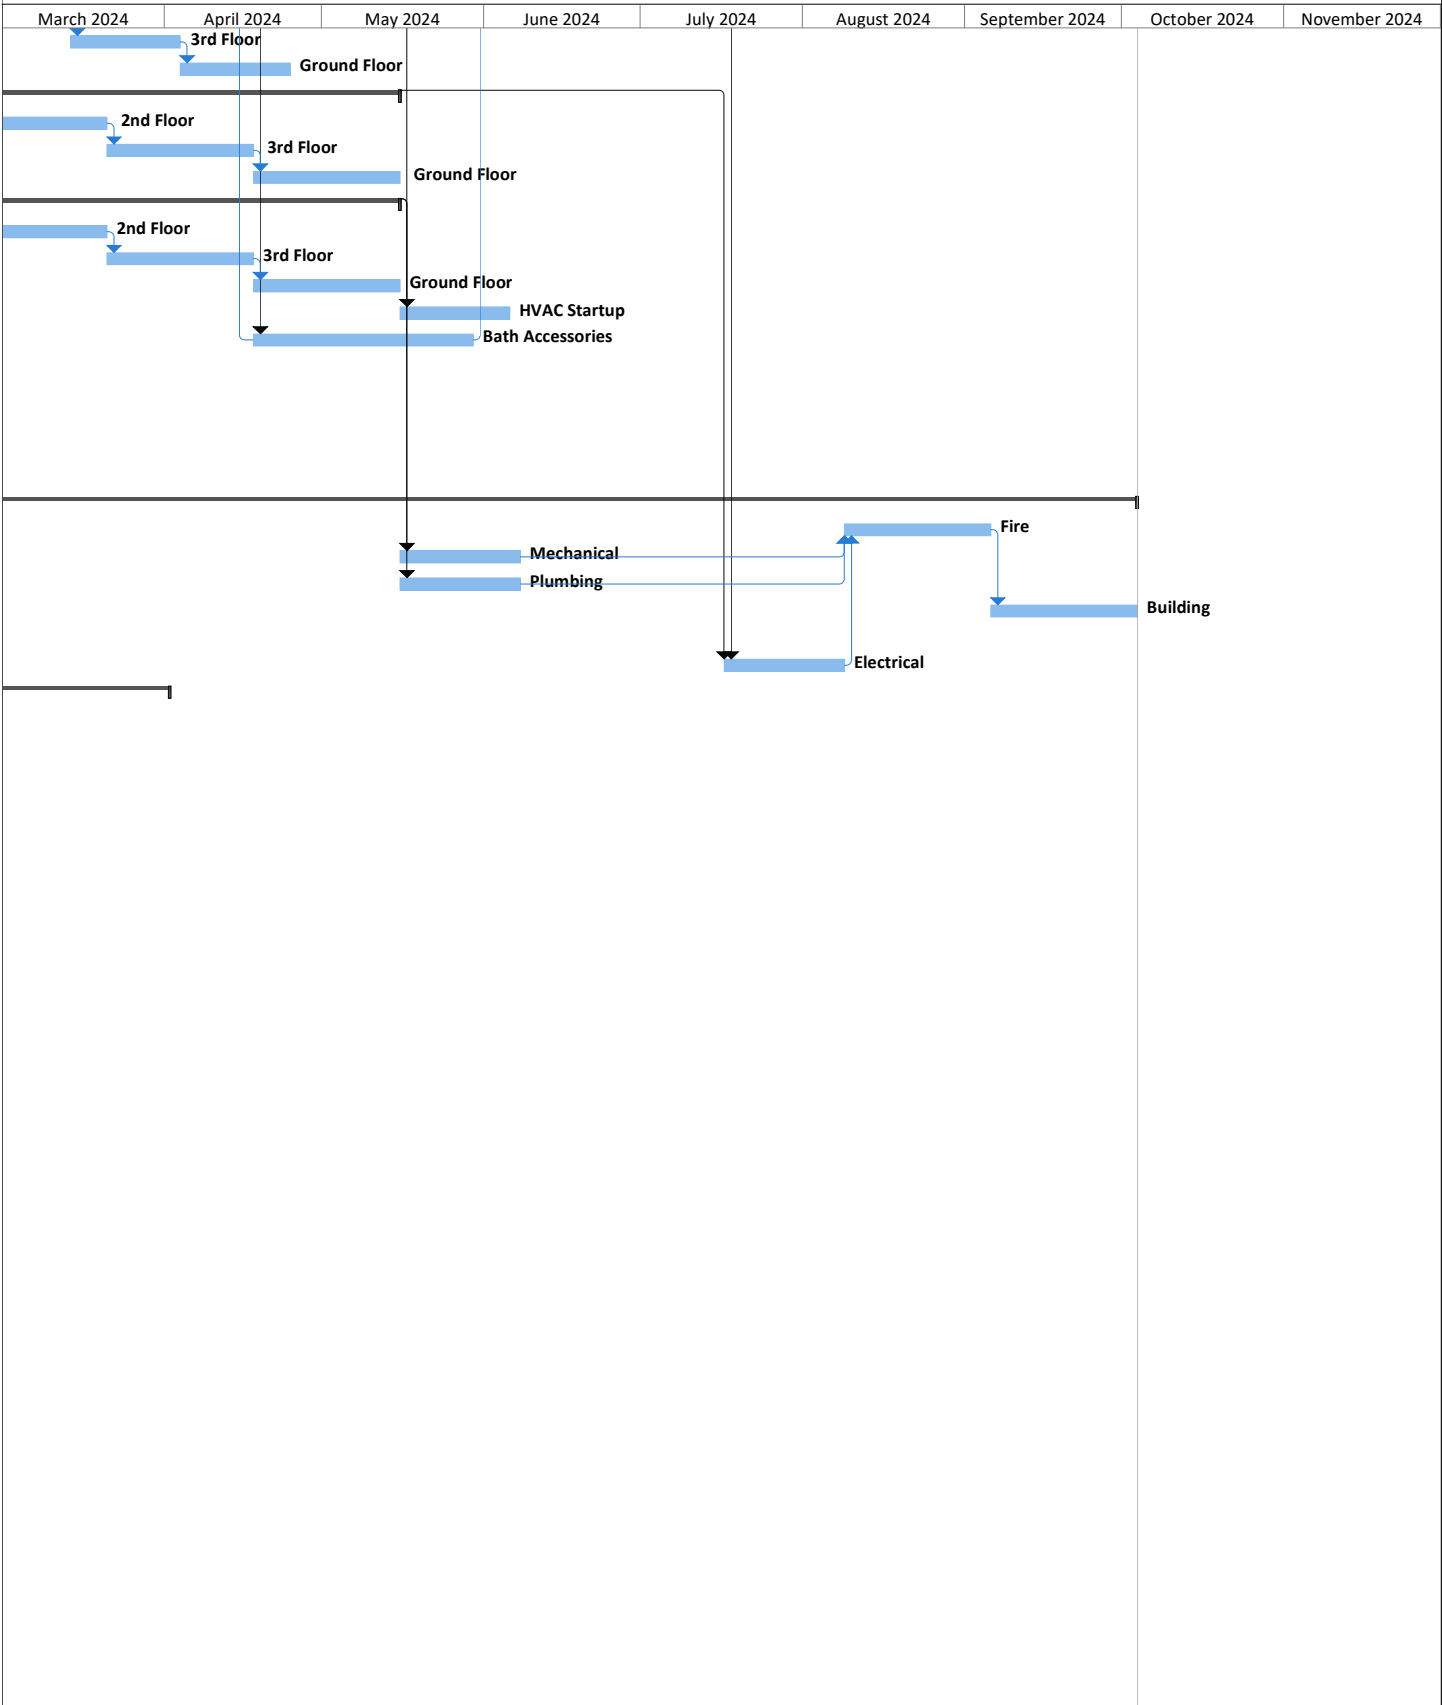 March 2024 April 2024 May 2024 June 2024 July 2024 August 2024 September 2024 October 2024 November 2024
3rd Floor
Ground Floor
2nd Floor
3rd Floor
Ground Floor
2nd Floor
3rd Floor
Ground Floor
HVAC Startup
Bath Accessories
Fire
Mechanical
Plumbing
Building
Electrical